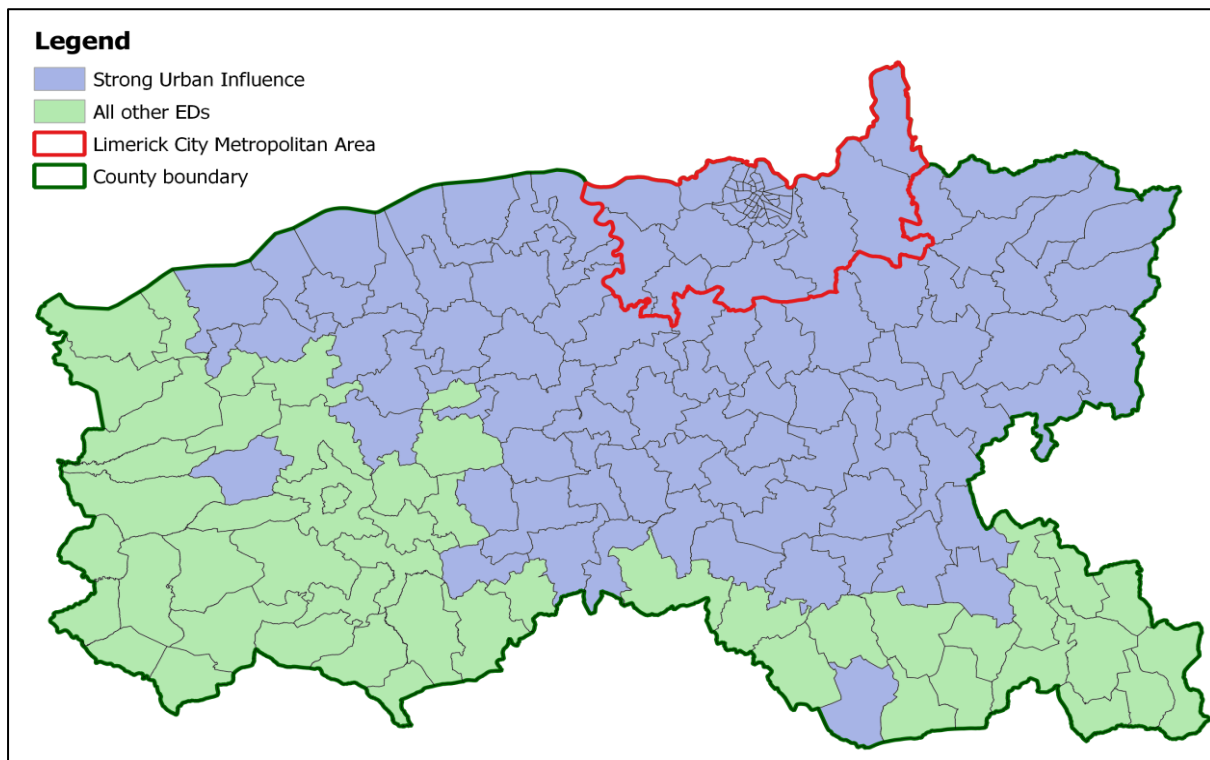 Legend
Strong Urban Influence
All other EDs
Limerick City Metropolitan Area
County boundary